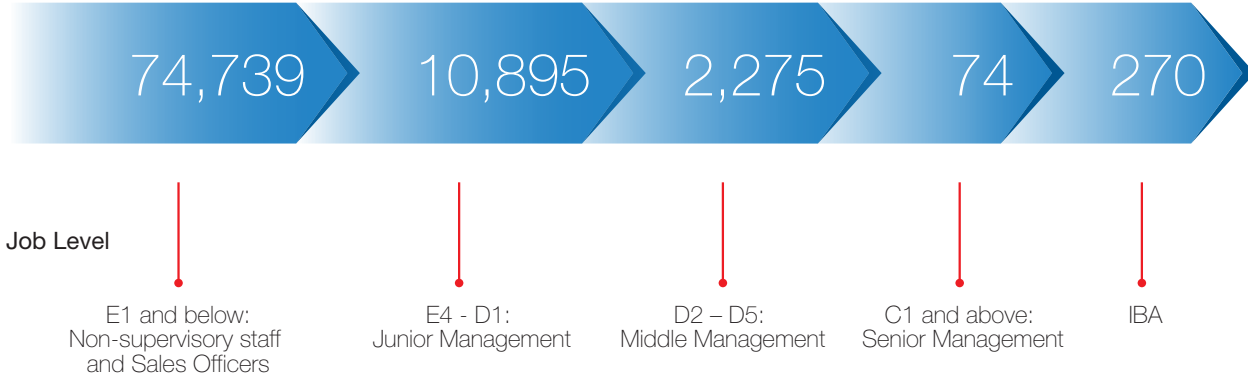 74,739
10,895
2,275
74
270
Job Level
E1 and below:
Non-supervisory staff
and Sales Officers
E4 - D1:
Junior Management
D2 – D5:
Middle Management
C1 and above:
Senior Management
IBA